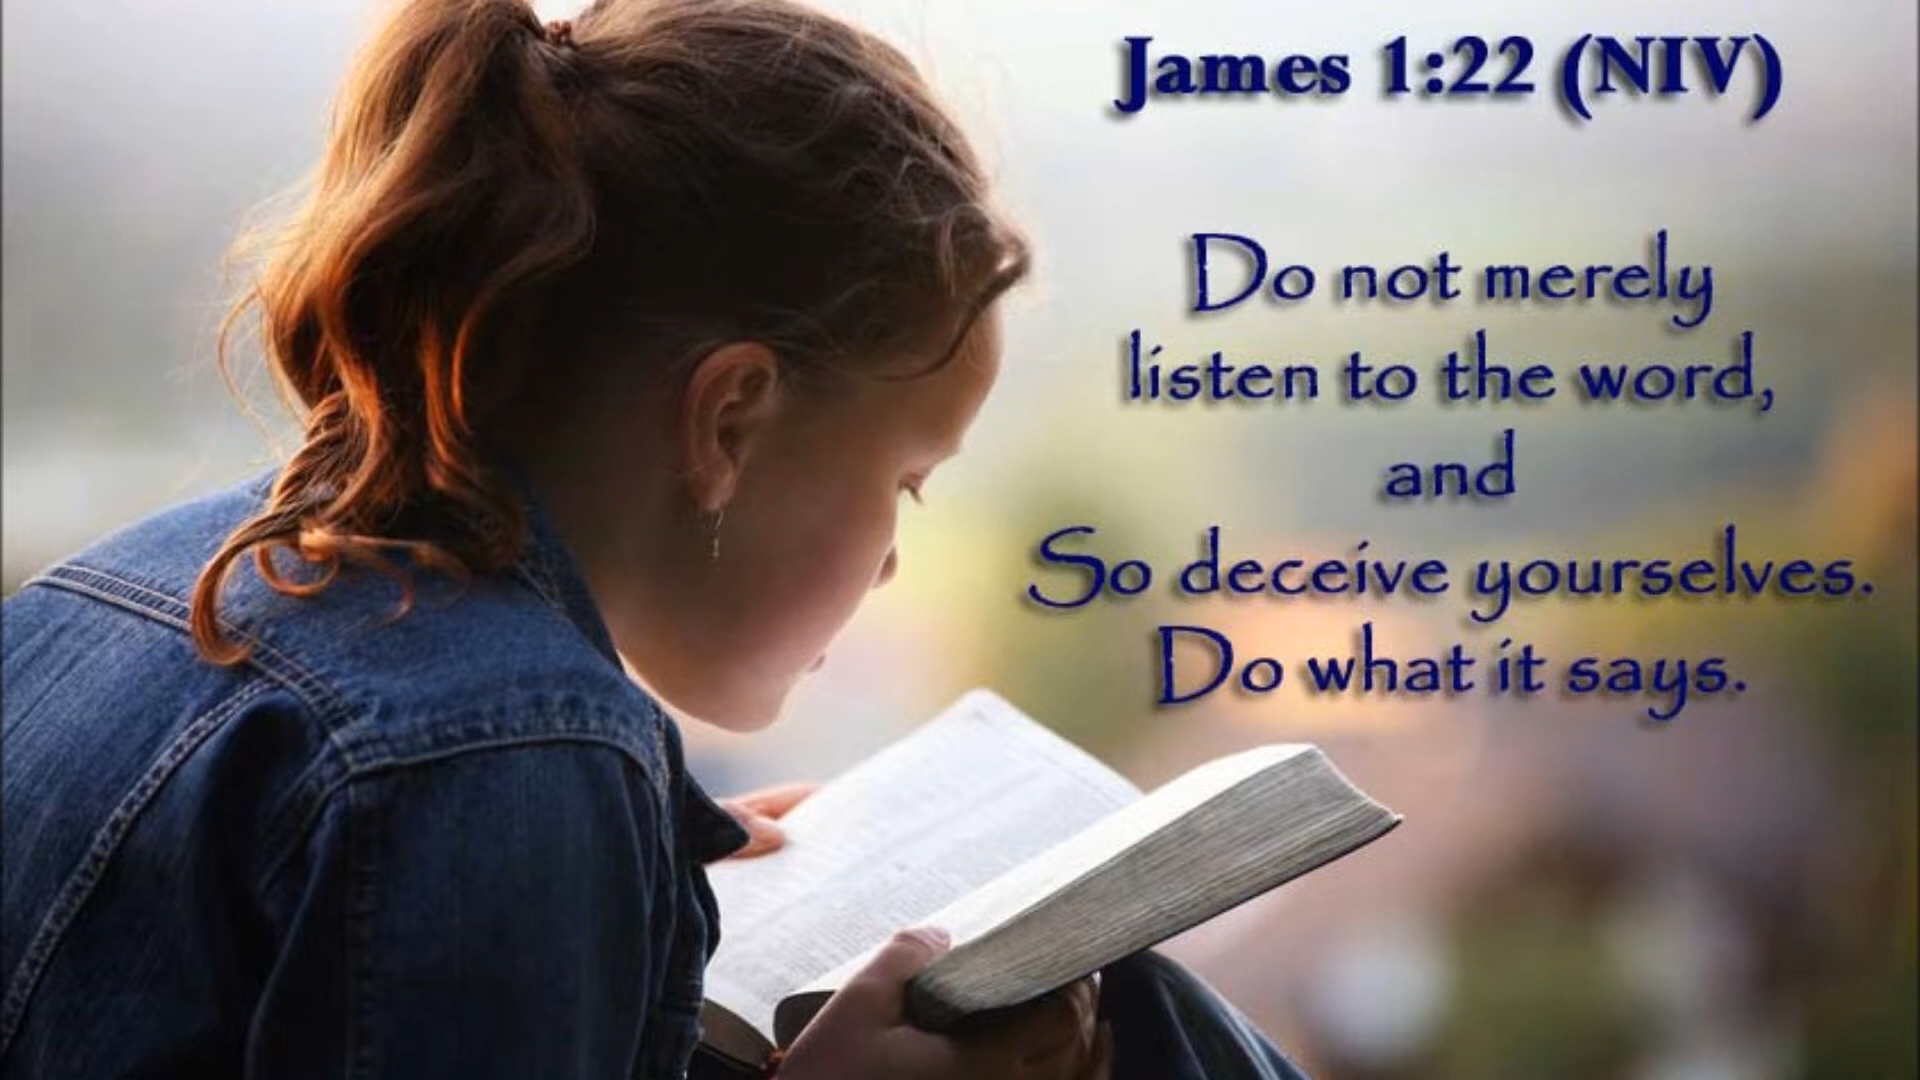 James 1:22 (NIV)
Do not merely
listen to the word,
and
So deceive yourselves.
Do what it says.